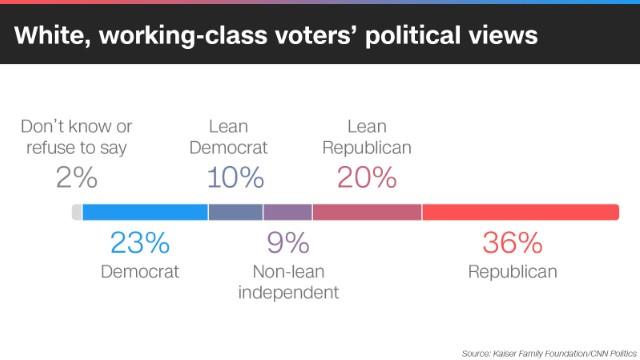 White, working-class voters' political views
Don't know or
refuse to say
2%
Lean
Democrat
10%
Lean
Republican
20%
23%
Democrat
9%
Non-lean
independent
36%
Republican
Source: Kaiser Family Foundation/CNN Politics